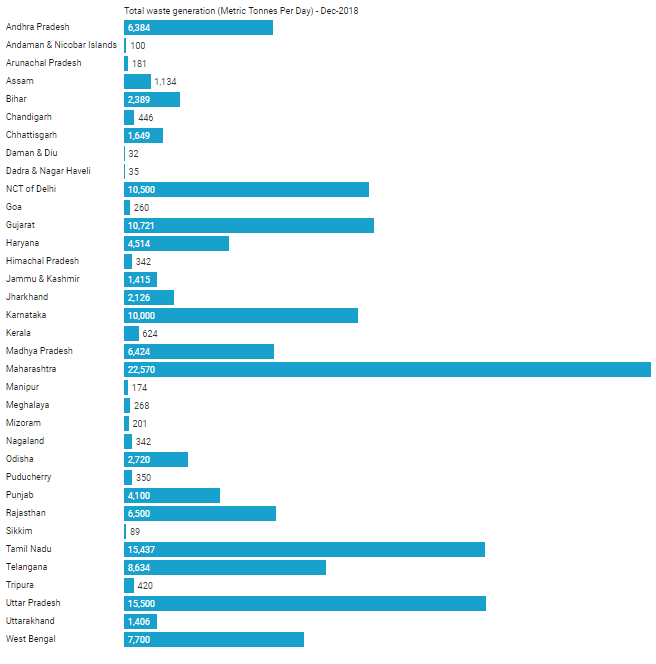 Total waste generation (Metric Tonnes Per Day) - Dec-2018
Andhra Pradesh 6,384
Andaman & Nicobar Islands 100
Arunachal Pradesh 181
Assam 1,134
Bihar 2,389
Chandigarh 446
Chhattisgarh 1,649
Daman & Diu 32
Dadra & Nagar Haveli 35
NCT of Delhi 10,500
Goa 260
Gujarat 10,721
Haryana 4,514
Himachal Pradesh 342
Jammu & Kashmir 1,415
Jharkhand 2,126
Karnataka 10,000
Kerala 624
Madhya Pradesh 6,424
Maharashtra 22,570
Manipur 174
Meghalaya 268
Mizoram 201
Nagaland 342
Odisha 2,720
Puducherry 350
Punjab 4,100
Rajasthan 6,500
Sikkim 89
Tamil Nadu 15,437
Telangana 8,634
Tripura 420
Uttar Pradesh 15,500
Uttarakhand 1,406
West Bengal 7,700